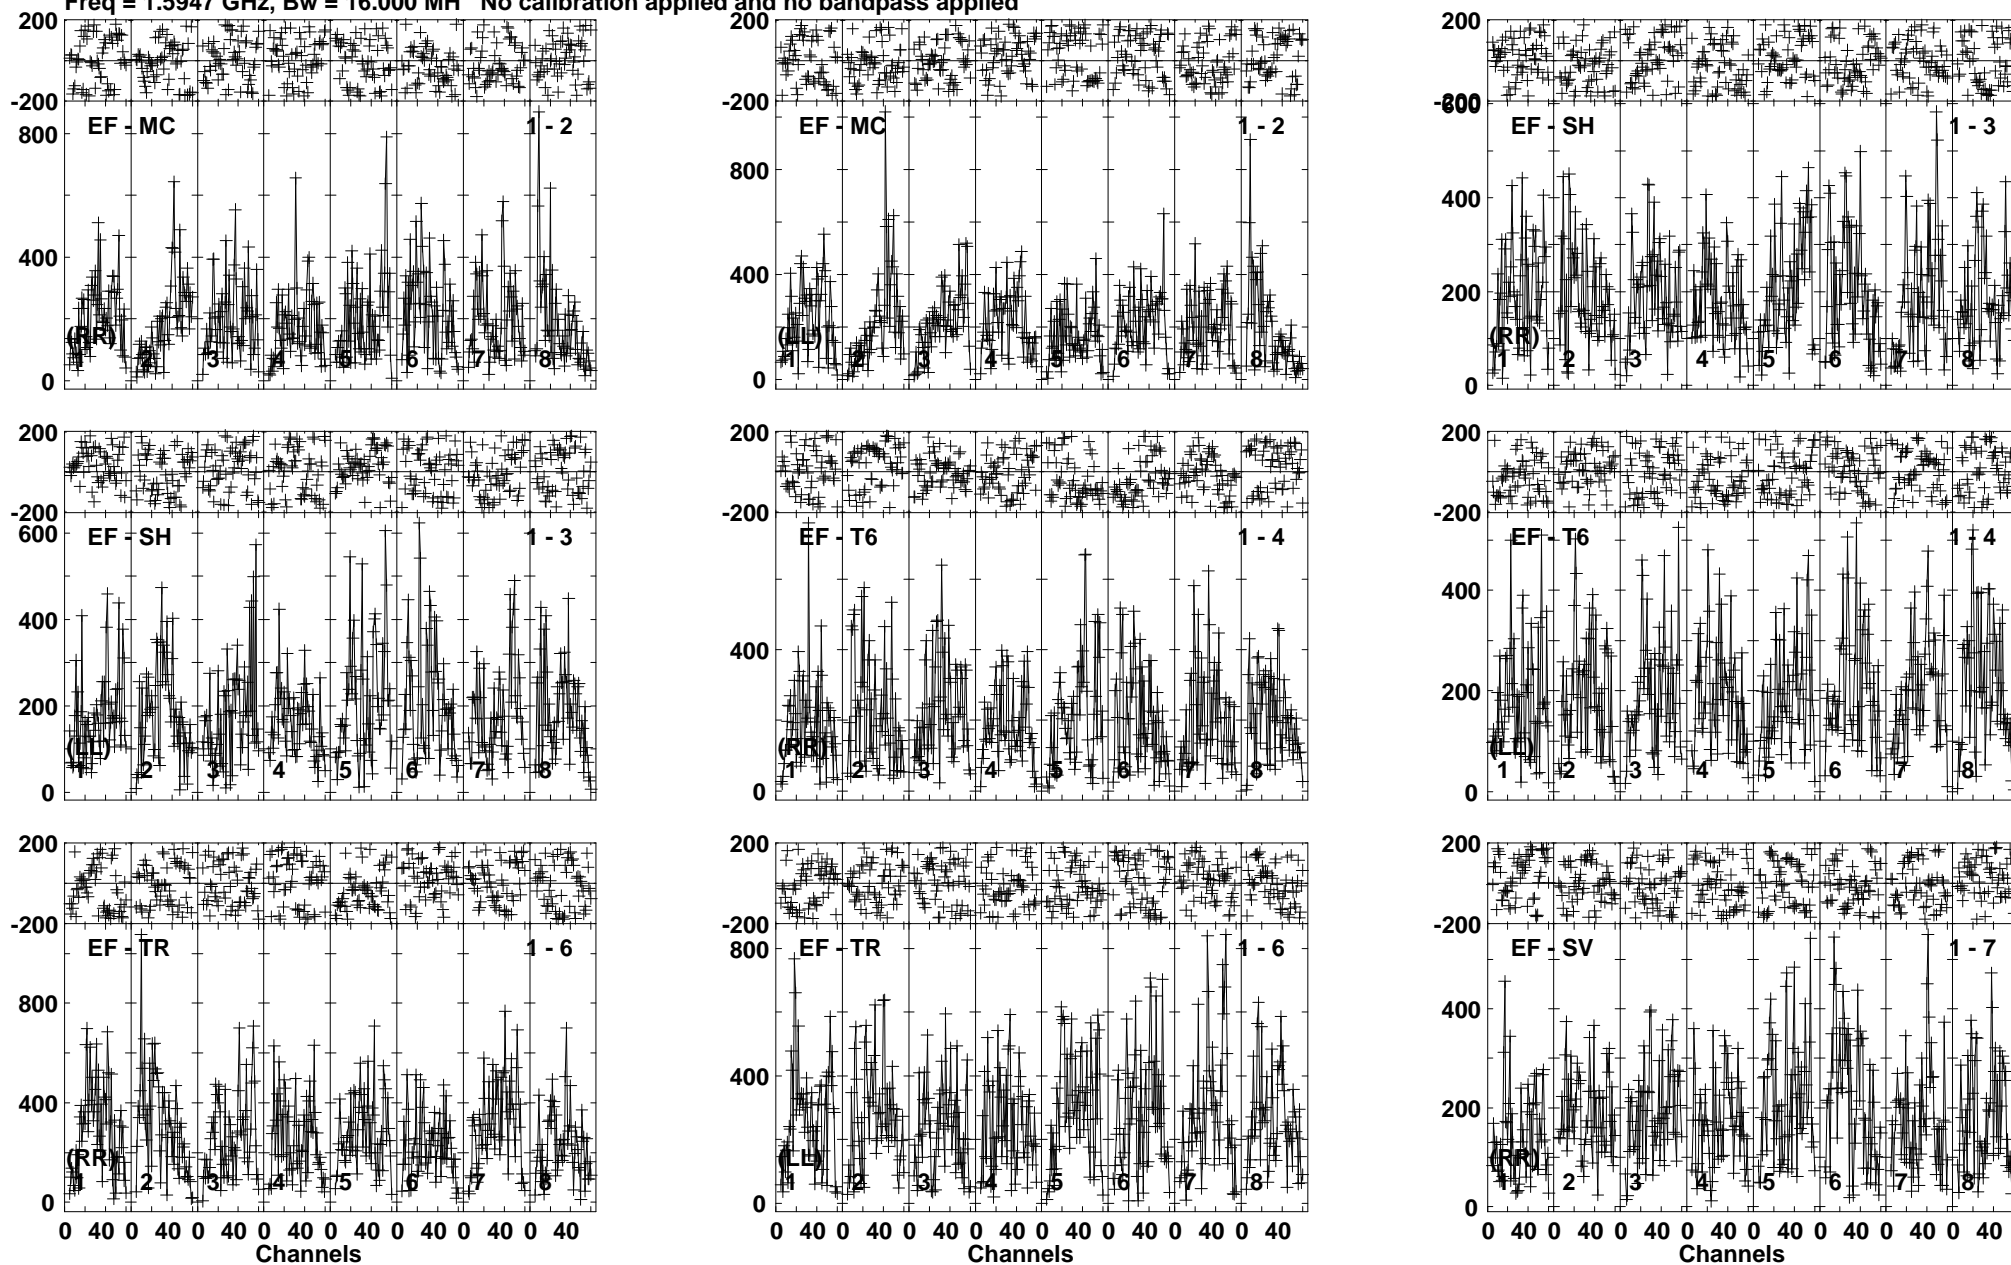 Freq = 1.5947 GHz, Bw = 16.000 MH No calibration applied and no bandpass applied
200 200 200
-200 -200 -200
EF - MC 1 - 2 EF - MC 1 - 2 EF - SH 1 - 3
800 800 600
400 400 400
200
(RR) (LL) (RR)
1 2 3 4 5 6 7 8 1 2 3 4 5 6 7 8 1 2 3 4 5 6 7 8
0 0 0
200 200 200
-200 -200 -200
EF - SH 1 - 3 EF - T6 1 - 4 EF - T6 1 - 4
600
400 400 400
200 200
(LL) (RR) (LL)
1 2 3 4 5 6 7 8 1 2 3 4 5 6 7 8 1 2 3 4 5 6 7 8
0 0 0
200 200 200
-200 -200 -200
EF - TR 1 - 6 EF - TR 1 - 6 EF - SV 1 - 7
800 800
400 400 400
200
(RR) (LL) (RR)
1 2 3 4 5 6 7 8 1 2 3 4 5 6 7 8 1 2 3 4 5 6 7 8
0 0 0
0 40 0 40 0 40 0 40 0 40 0 40 0 40 0 40 0 40 0 40 0 40 0 40 0 40 0 40 0 40 0 40 0 40 0 40 0 40 0 40 0 40 0 40 0 40 0 40
Channels Channels Channels